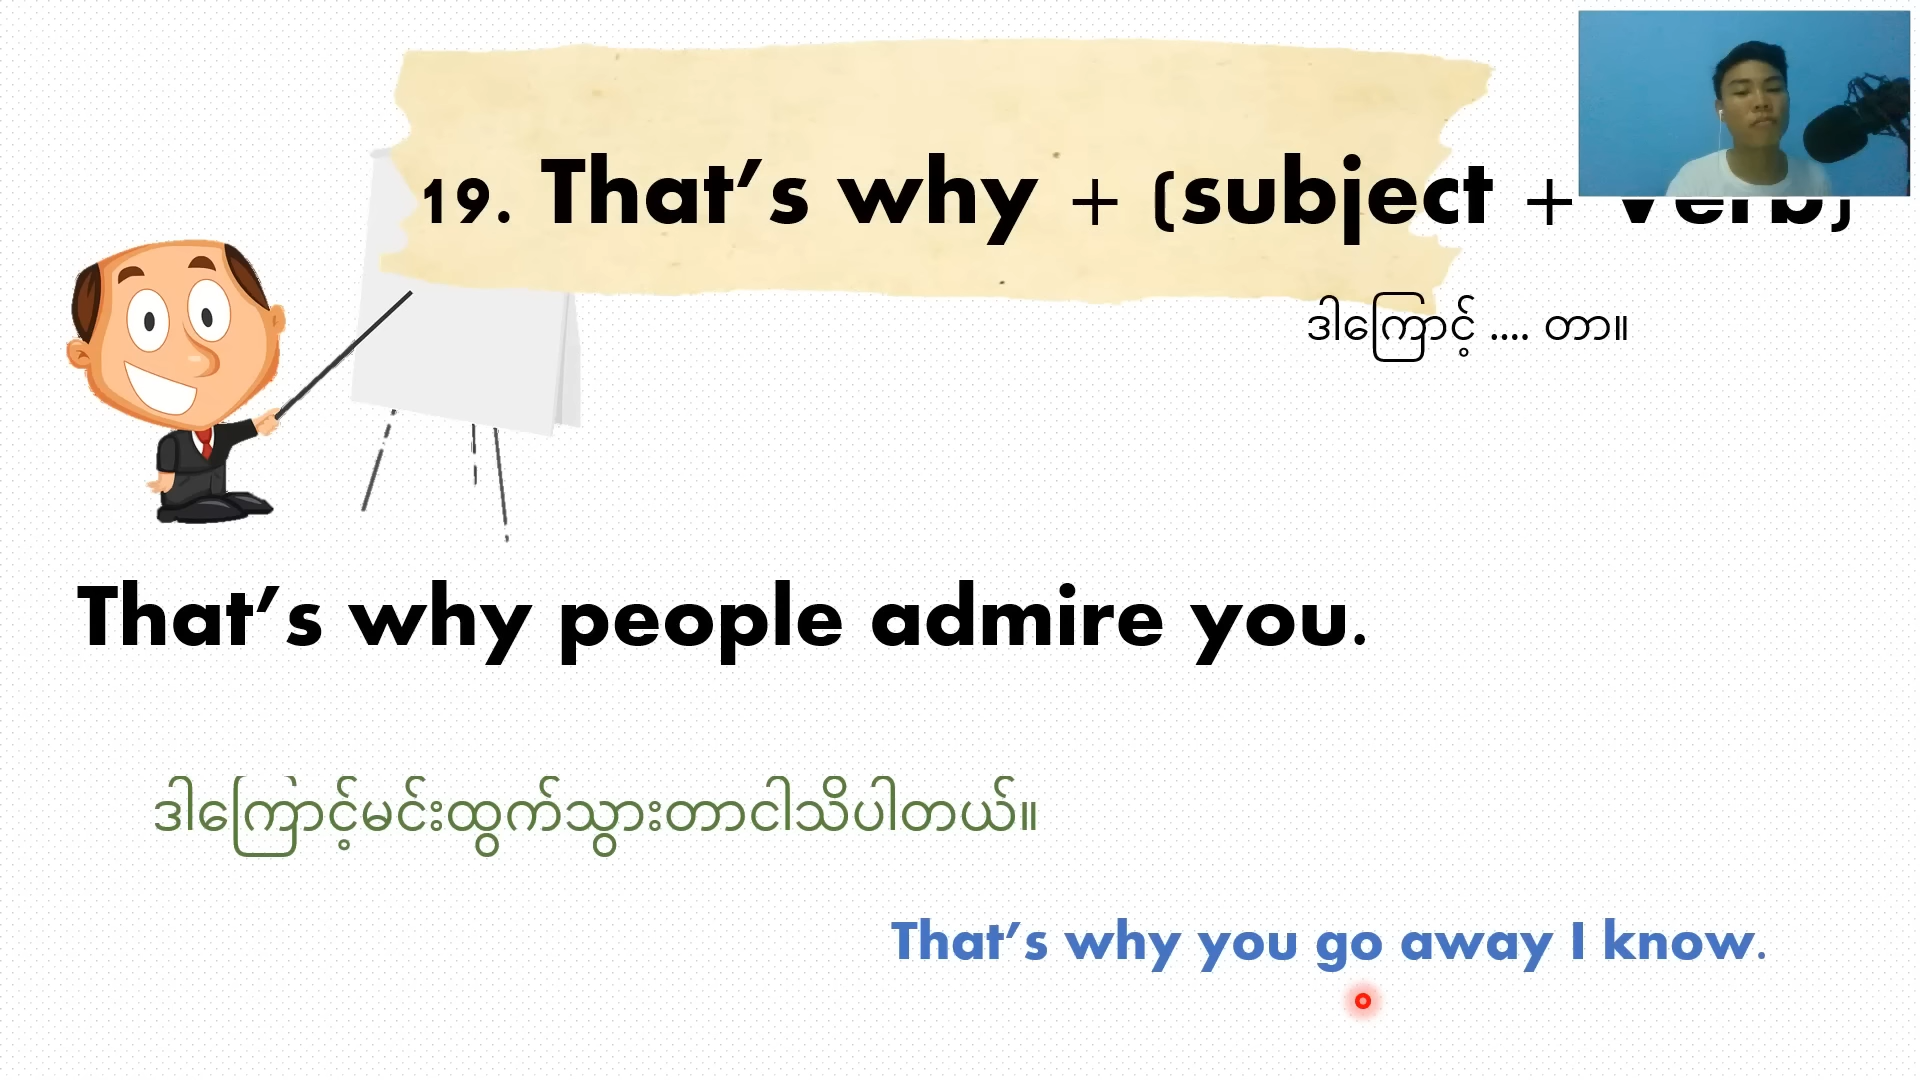 19. That's why + (subject + verb)
ဒါကြောင့် .... တာ။
That's why people admire you.
ဒါကြောင့်မင်းထွက်သွားတာငါသိပါတယ်။
That's why you go away I know.